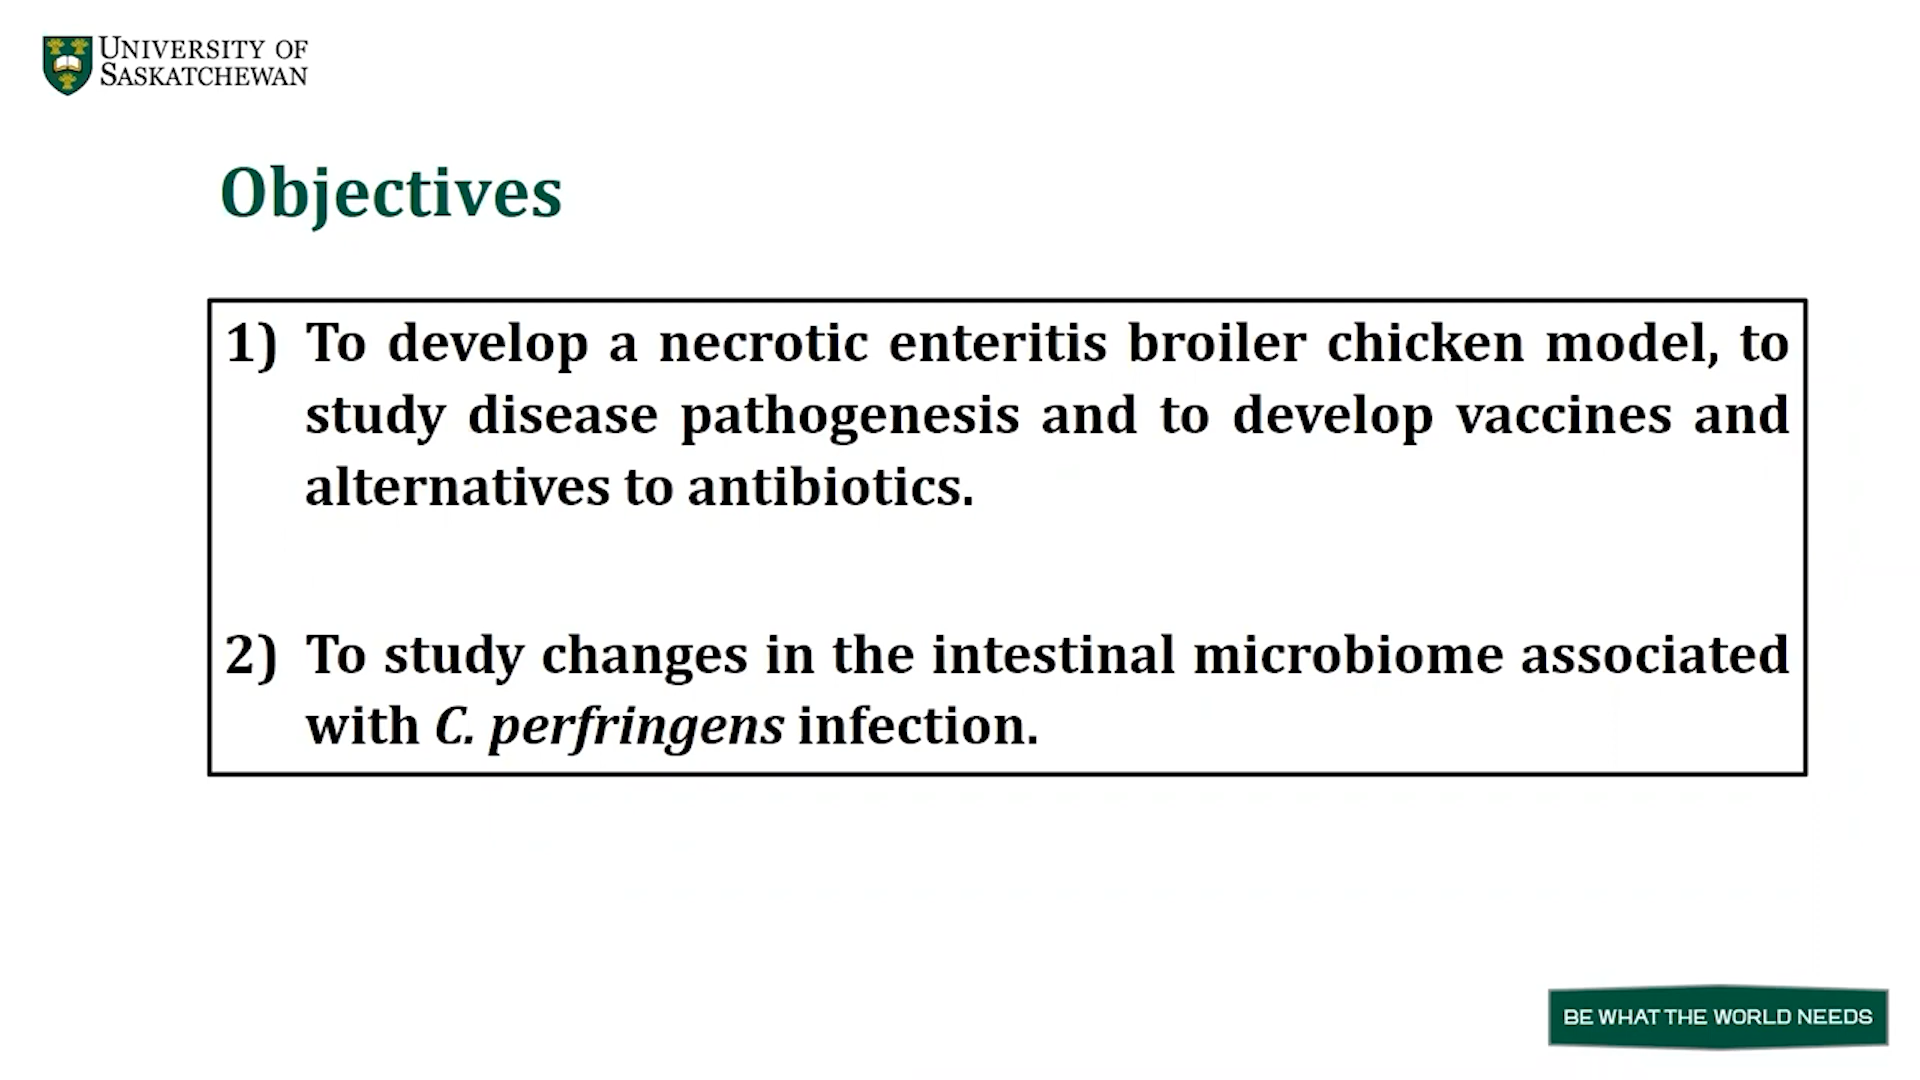 UNIVERSITY OF
SASKATCHEWAN
Objectives
1) To develop a necrotic enteritis broiler chicken model, to
study disease pathogenesis and to develop vaccines and
alternatives to antibiotics.
2) To study changes in the intestinal microbiome associated
with C. perfringens infection.
BE WHAT THE WORLD NEEDS